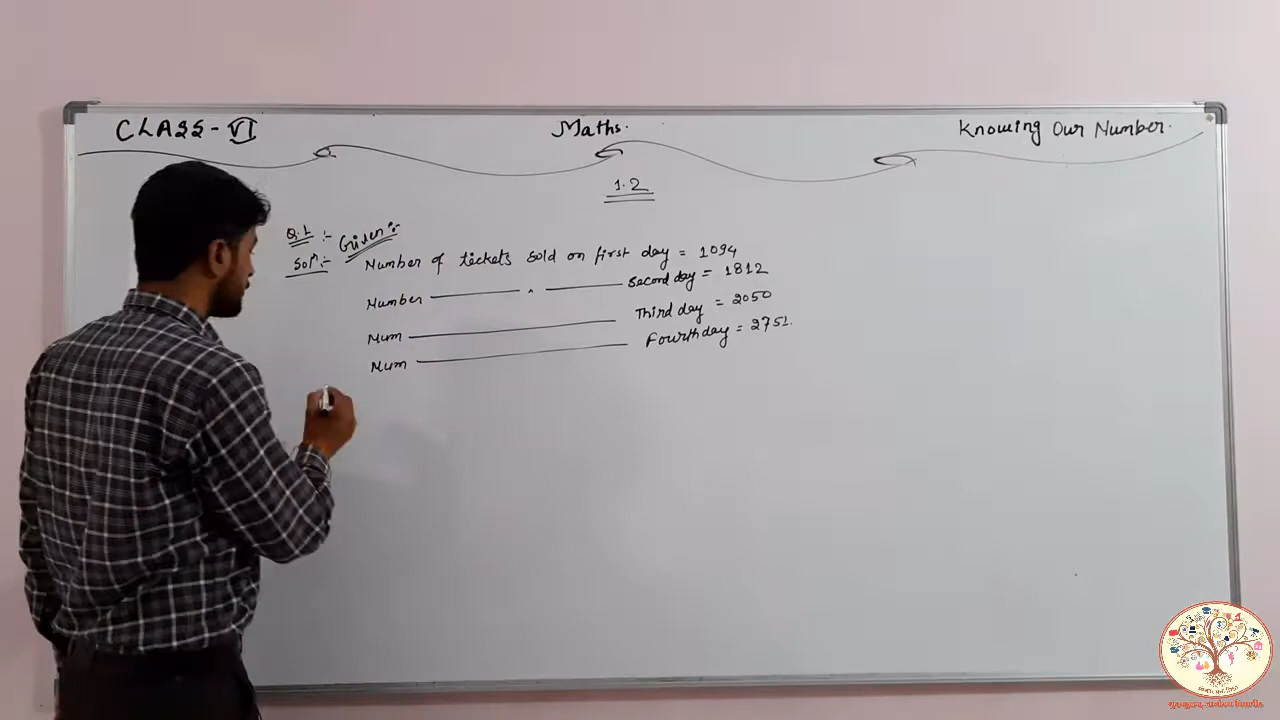 CLASS-VI
Maths.
Knowing Our Number.
1.2
Q.1 :-
Soln:- Given:-
Number of tickets sold on first day = 1094
Number ———— " ———— Second day = 1812
Num ———————— Third day = 2050
Num ———————— Fourth day = 2751.